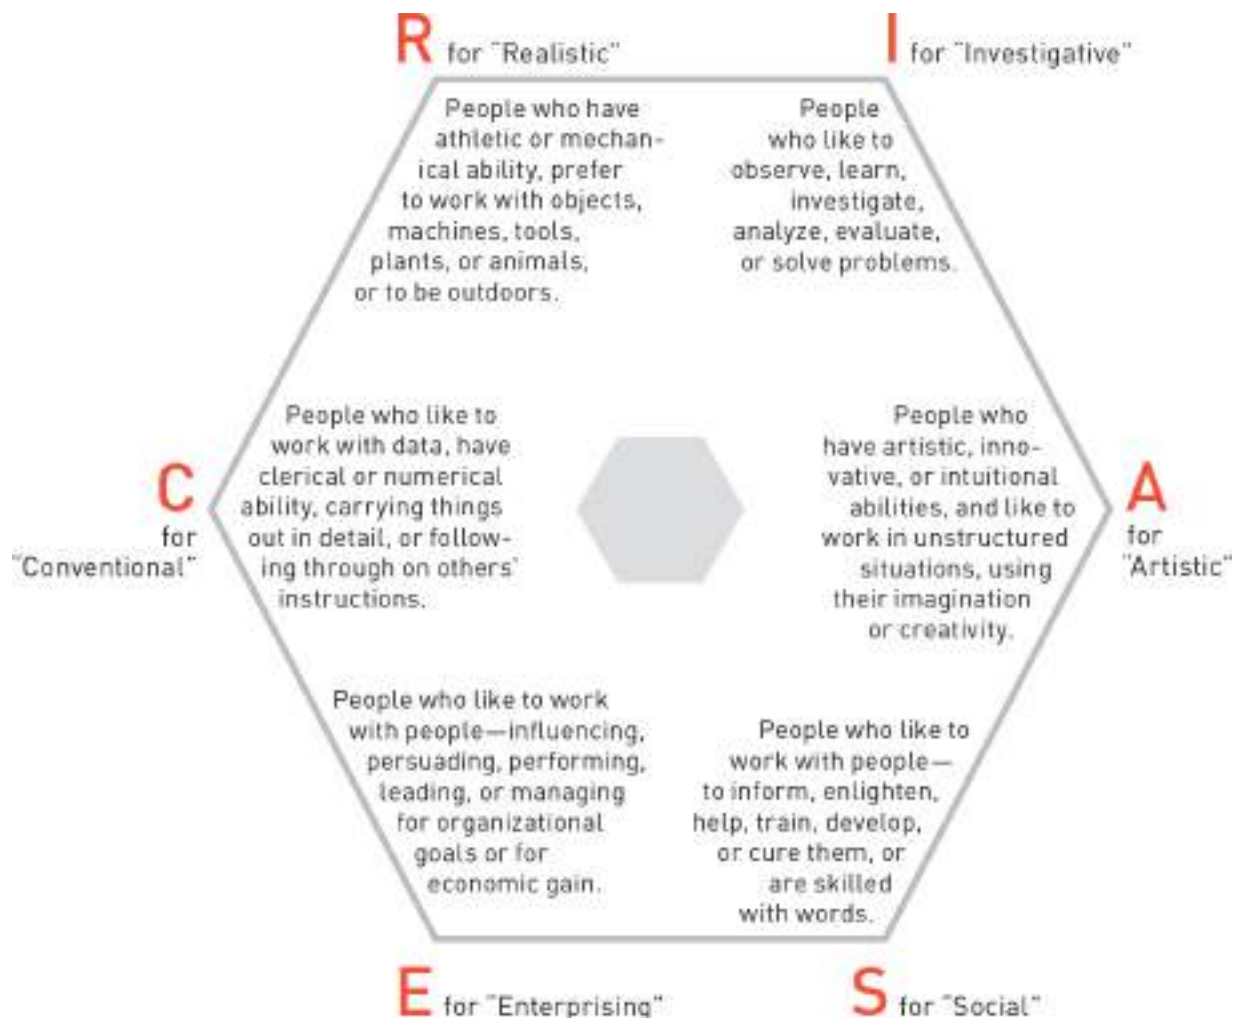 R for "Realistic"
People who have
athletic or mechan-
ical ability, prefer
to work with objects,
machines, tools,
plants, or animals,
or to be outdoors.
I for "Investigative"
People
who like to
observe, learn,
investigate,
analyze, evaluate,
or solve problems.
People who
have artistic, inno-
vative, or intuitional
abilities, and like to
work in unstructured
situations, using
their imagination
or creativity.
A
for
"Artistic"
People who like to
work with people—
to inform, enlighten,
help, train, develop,
or cure them, or
are skilled
with words.
S for "Social"
People who like to work
with people—influencing,
persuading, performing,
leading, or managing
for organizational
goals or for
economic gain.
E for "Enterprising"
C
for
"Conventional"
People who like to
work with data, have
clerical or numerical
ability, carrying things
out in detail, or follow-
ing through on others'
instructions.